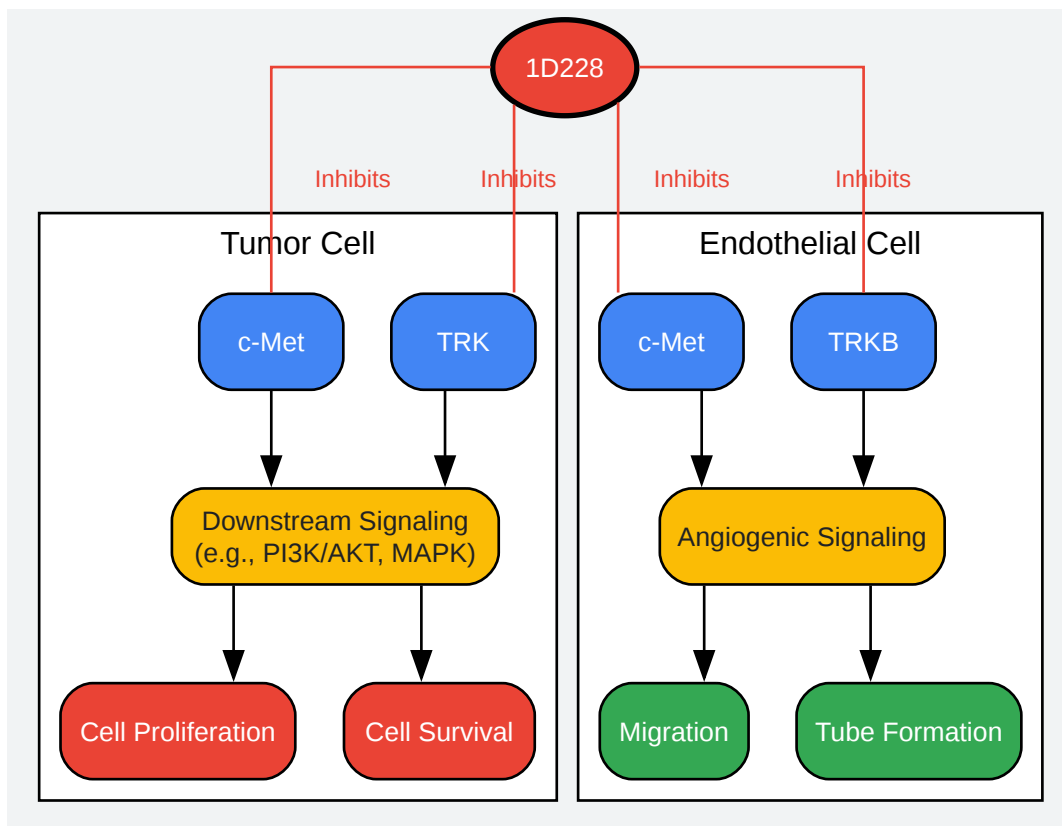 1D228
Inhibits
Inhibits
Inhibits
Inhibits
Tumor Cell
Endothelial Cell
c-Met
TRK
c-Met
TRKB
Downstream Signaling
(e.g., PI3K/AKT, MAPK)
Angiogenic Signaling
Cell Proliferation
Cell Survival
Migration
Tube Formation